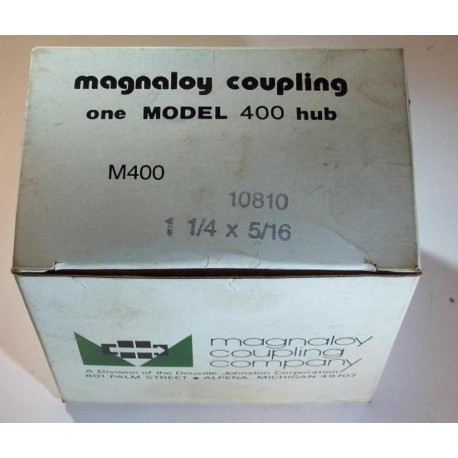 magnaloy coupling
one MODEL 400 hub
M400
10810
1 1/4 x 5/16
magnaloy
coupling
company
A Division of the Douville-Johnston Corporation/
601 PALM STREET • ALPENA, MICHIGAN 49707